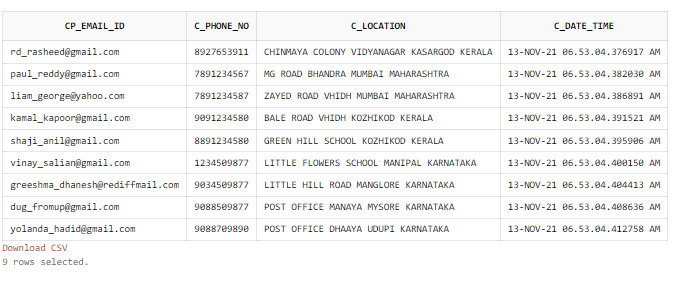 CP_EMAIL_ID C_PHONE_NO C_LOCATION C_DATE_TIME
rd_rasheed@gmail.com 8927653911 CHINMAYA COLONY VIDYANAGAR KASARGOD KERALA 13-NOV-21 06.53.04.376917 AM
paul_reddy@gmail.com 7891234567 MG ROAD BHANDRA MUMBAI MAHARASHTRA 13-NOV-21 06.53.04.382030 AM
liam_george@yahoo.com 7891234587 ZAYED ROAD VHIDH MUMBAI MAHARASHTRA 13-NOV-21 06.53.04.386891 AM
kamal_kapoor@gmail.com 9091234580 BALE ROAD VHIDH KOZHIKOD KERALA 13-NOV-21 06.53.04.391521 AM
shaji_anil@gmail.com 8891234580 GREEN HILL SCHOOL KOZHIKOD KERALA 13-NOV-21 06.53.04.395906 AM
vinay_salian@gmail.com 1234509877 LITTLE FLOWERS SCHOOL MANIPAL KARNATAKA 13-NOV-21 06.53.04.400150 AM
greeshma_dhanesh@rediffmail.com 9034509877 LITTLE HILL ROAD MANGLORE KARNATAKA 13-NOV-21 06.53.04.404413 AM
dug_fromup@gmail.com 9088509877 POST OFFICE MANAYA MYSORE KARNATAKA 13-NOV-21 06.53.04.408636 AM
yolanda_hadid@gmail.com 9088709890 POST OFFICE DHAAYA UDUPI KARNATAKA 13-NOV-21 06.53.04.412758 AM
Download CSV
9 rows selected.